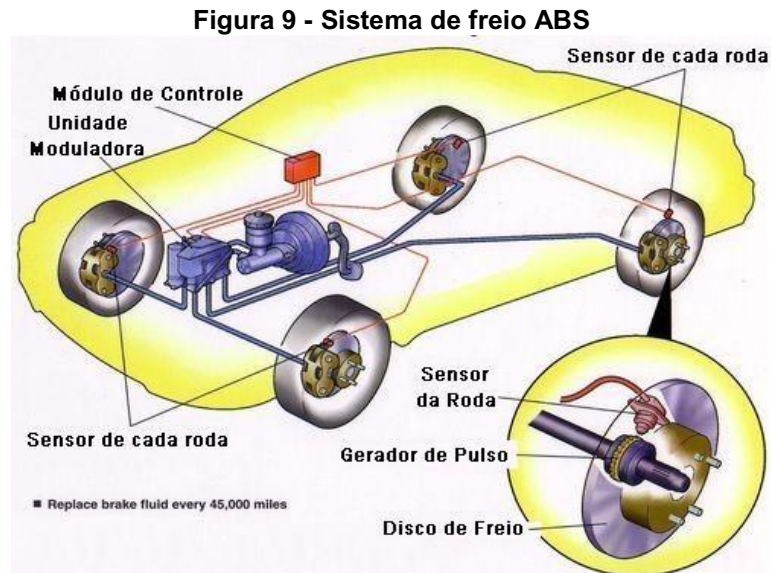 Figura 9 - Sistema de freio ABS
Sensor de cada roda
Módulo de Controle
Unidade
Moduladora
Sensor
da Roda
Sensor de cada roda
Gerador de Pulso
■ Replace brake fluid every 45,000 miles
Disco de Freio